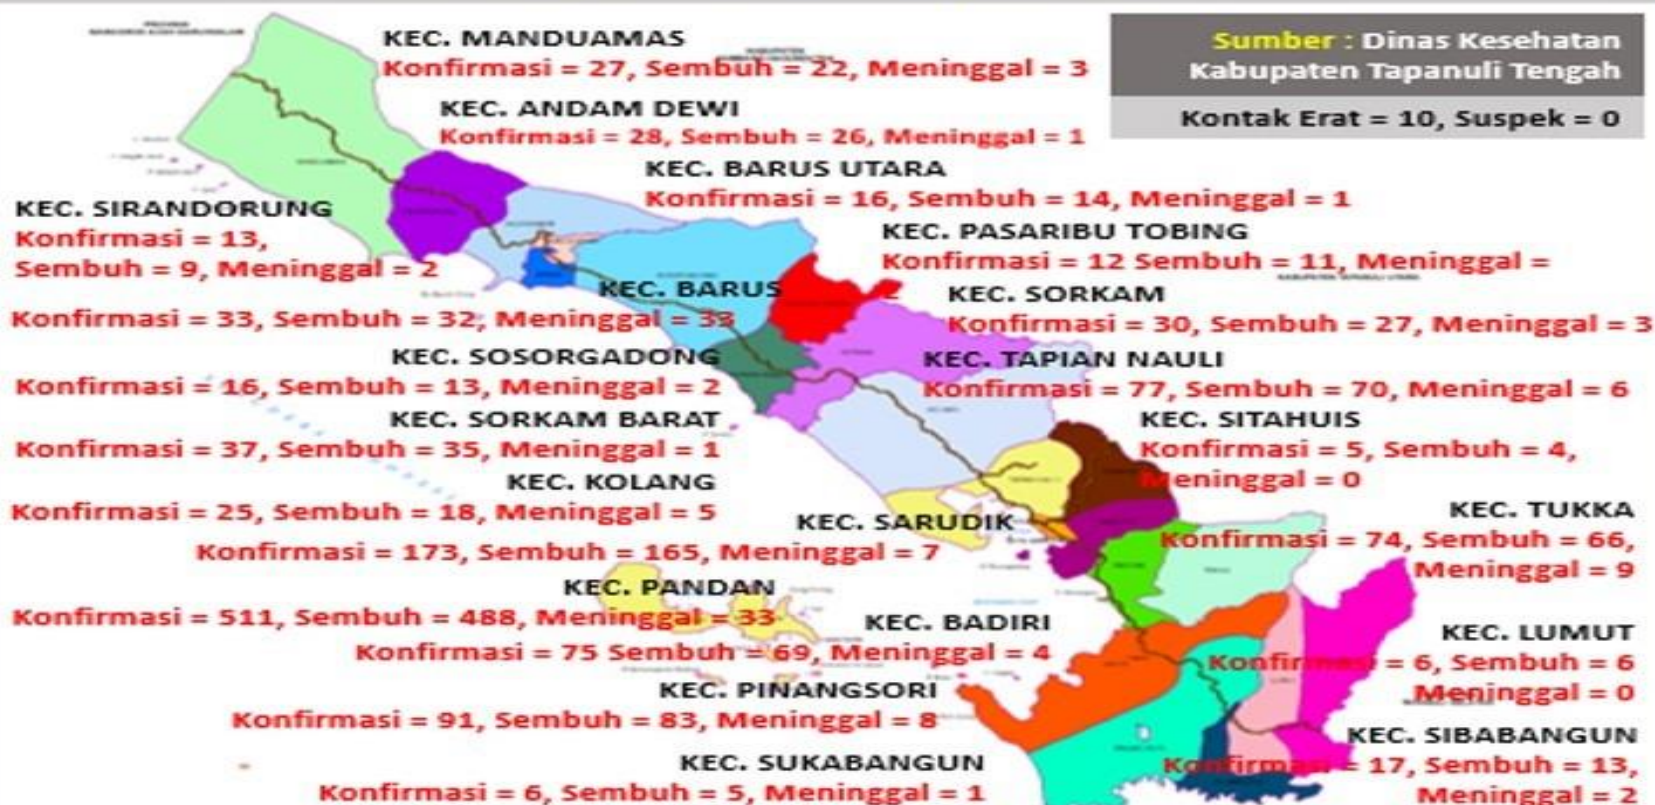 Sumber : Dinas Kesehatan
Kabupaten Tapanuli Tengah
Kontak Erat = 10, Suspek = 0
KEC. MANDUAMAS
Konfirmasi = 27, Sembuh = 22, Meninggal = 3
KEC. ANDAM DEWI
Konfirmasi = 28, Sembuh = 26, Meninggal = 1
KEC. BARUS UTARA
Konfirmasi = 16, Sembuh = 14, Meninggal = 1
KEC. SIRANDORUNG
Konfirmasi = 13,
Sembuh = 9, Meninggal = 2
KEC. PASARIBU TOBING
Konfirmasi = 12 Sembuh = 11, Meninggal =
2
KEC. BARUS
Konfirmasi = 33, Sembuh = 32, Meninggal = 33
KEC. SORKAM
Konfirmasi = 30, Sembuh = 27, Meninggal = 3
KEC. SOSORGADONG
Konfirmasi = 16, Sembuh = 13, Meninggal = 2
KEC. TAPIAN NAULI
Konfirmasi = 77, Sembuh = 70, Meninggal = 6
KEC. SORKAM BARAT
Konfirmasi = 37, Sembuh = 35, Meninggal = 1
KEC. SITAHUIS
Konfirmasi = 5, Sembuh = 4,
Meninggal = 0
KEC. KOLANG
Konfirmasi = 25, Sembuh = 18, Meninggal = 5
KEC. SARUDIK
Konfirmasi = 173, Sembuh = 165, Meninggal = 7
KEC. TUKKA
Konfirmasi = 74, Sembuh = 66,
Meninggal = 9
KEC. PANDAN
Konfirmasi = 511, Sembuh = 488, Meninggal = 33
KEC. BADIRI
Konfirmasi = 75 Sembuh = 69, Meninggal = 4
KEC. LUMUT
Konfirmasi = 6, Sembuh = 6
Meninggal = 0
KEC. PINANGSORI
Konfirmasi = 91, Sembuh = 83, Meninggal = 8
KEC. SIBABANGUN
Konfirmasi = 17, Sembuh = 13,
Meninggal = 2
KEC. SUKABANGUN
Konfirmasi = 6, Sembuh = 5, Meninggal = 1